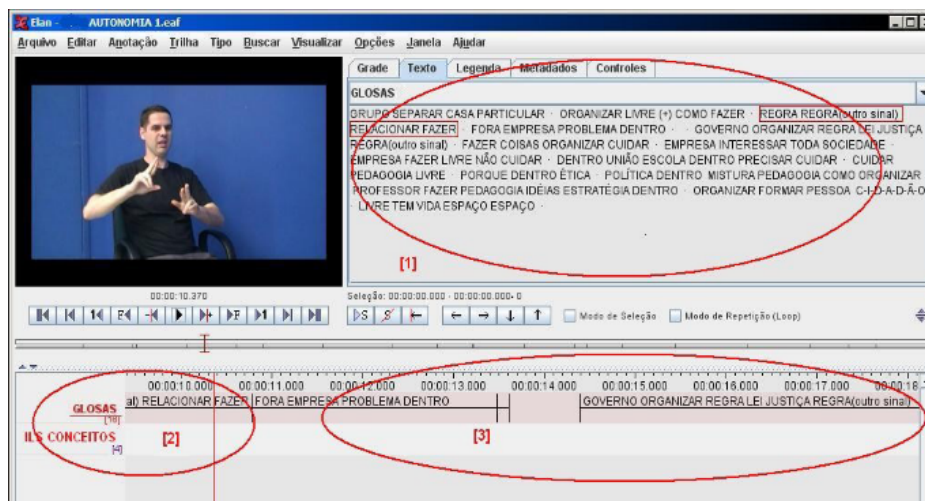 Elan - AUTONOMIA 1.eaf
Arquivo Editar Anotação Trilha Tipo Buscar Visualizar Opções Janela Ajudar
Grade Texto Legenda Metadados Controles
GLOSAS
GRUPO SEPARAR CASA PARTICULAR · ORGANIZAR LIVRE (+) COMO FAZER · REGRA REGRA(outro sinal)
RELACIONAR FAZER · FORA EMPRESA PROBLEMA DENTRO · · GOVERNO ORGANIZAR REGRA LEI JUSTIÇA
REGRA(outro sinal) · FAZER COISAS ORGANIZAR CUIDAR · EMPRESA INTERESSAR TODA SOCIEDADE ·
EMPRESA FAZER LIVRE NÃO CUIDAR · DENTRO UNIÃO ESCOLA DENTRO PRECISAR CUIDAR · CUIDAR
PEDAGOGIA LIVRE · PORQUE DENTRO ÉTICA · POLÍTICA DENTRO MISTURA PEDAGOGIA COMO ORGANIZAR
PROFESSOR FAZER PEDAGOGIA IDÉIAS ESTRATÉGIA DENTRO · ORGANIZAR FORMAR PESSOA C-I-D-A-D-Ã-O
· LIVRE TEM VIDA ESPAÇO ESPAÇO ·
[1]
00:00:10.370
Seleção: 00:00:00.000 - 00:00:00.000- 0
Modo de Seleção Modo de Repetição (Loop)
00:00:10.000 00:00:11.000 00:00:12.000 00:00:13.000 00:00:14.000 00:00:15.000 00:00:16.000 00:00:17.000 00:00:18
GLOSAS al) RELACIONAR FAZER FORA EMPRESA PROBLEMA DENTRO GOVERNO ORGANIZAR REGRA LEI JUSTIÇA REGRA(outro sinal)
[18]
ILS CONCEITOS
[4]
[2]
[3]